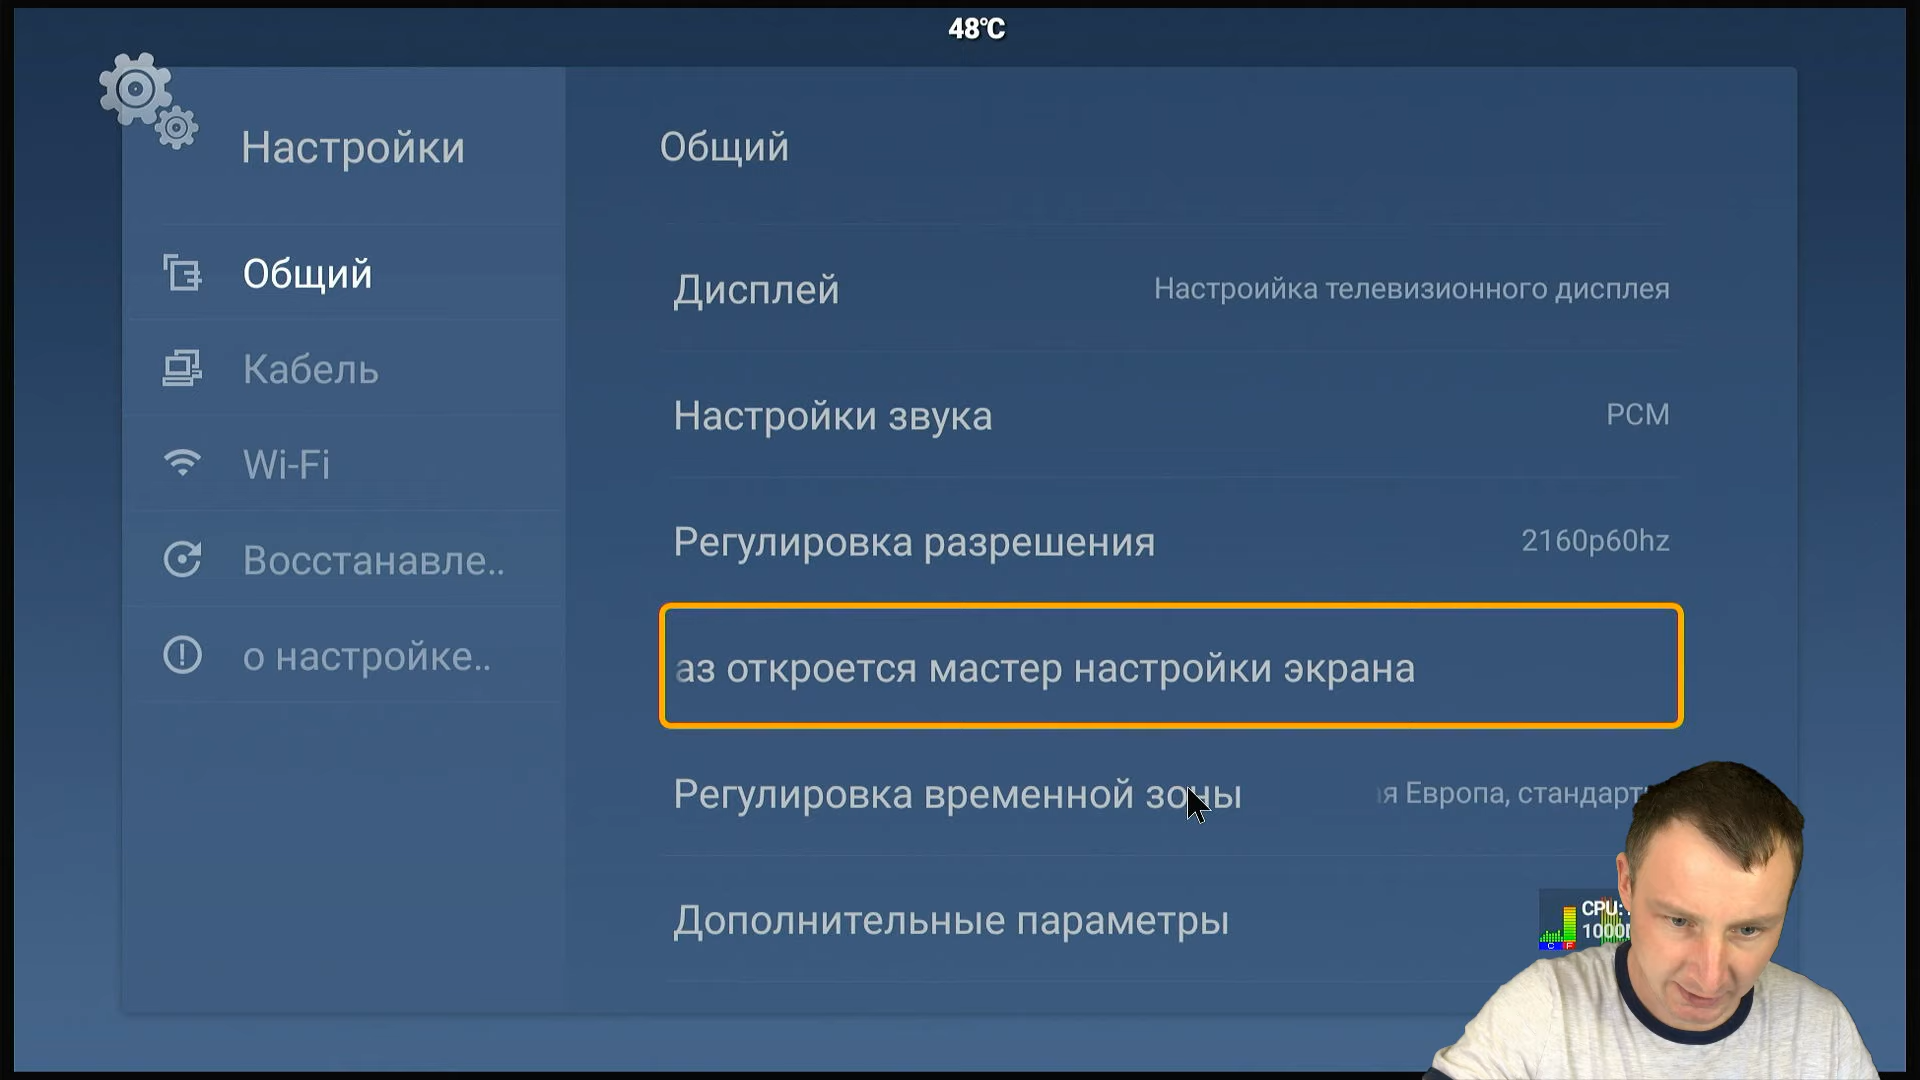 48°C
Настройки
Общий
Кабель
Wi-Fi
Восстанавле..
о настройке..
Общий
Дисплей
Настроийка телевизионного дисплея
Настройки звука
PCM
Регулировка разрешения
2160p60hz
аз откроется мастер настройки экрана
Регулировка временной зоны
я Европа, стандарт
Дополнительные параметры
CPU:
1000
C F